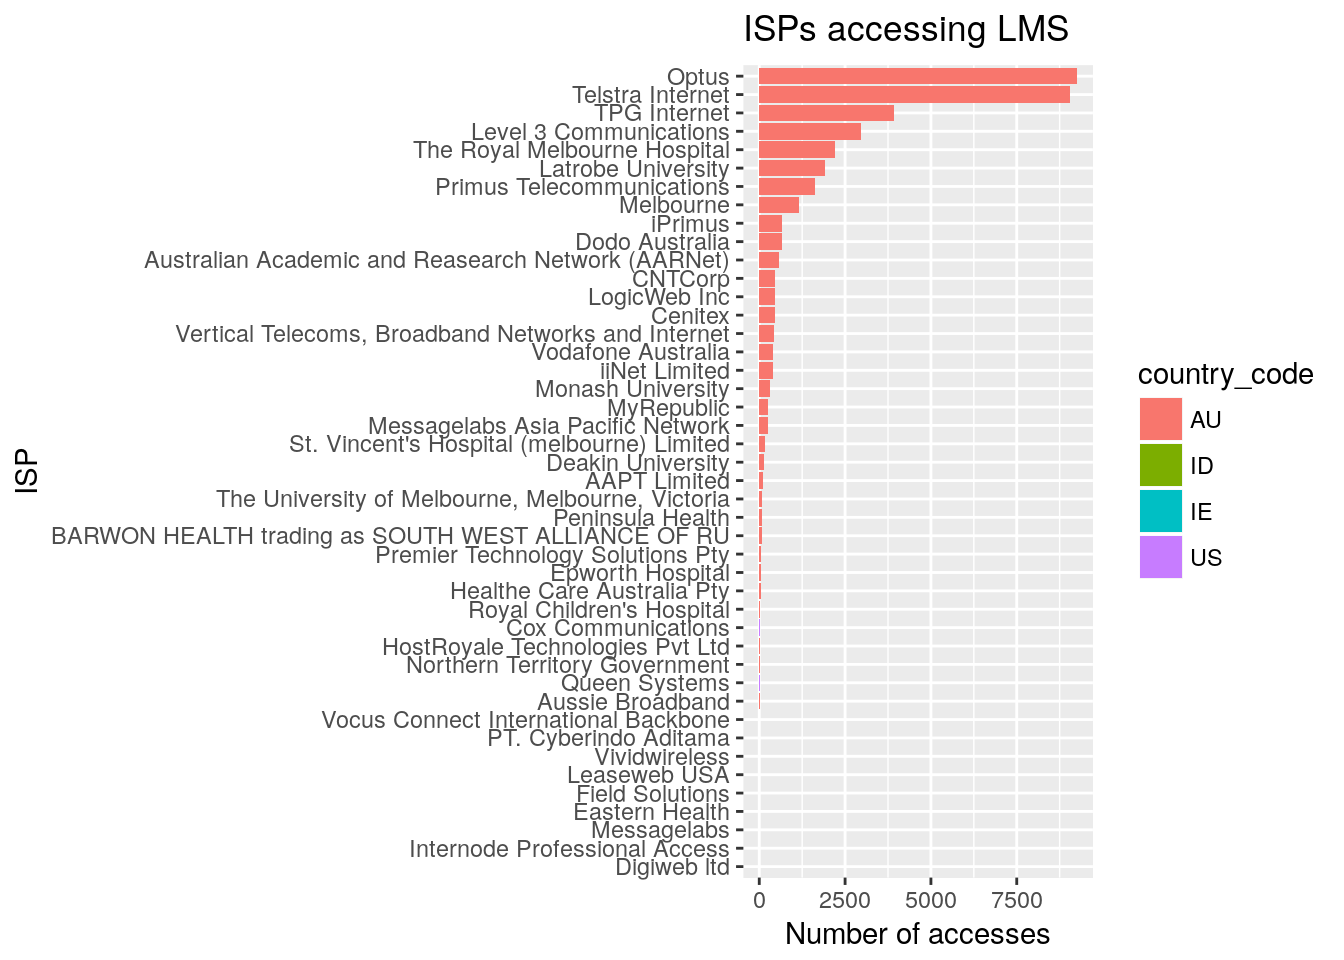 ISPs accessing LMS
Optus
Telstra Internet
TPG Internet
Level 3 Communications
The Royal Melbourne Hospital
Latrobe University
Primus Telecommunications
Melbourne
iPrimus
Dodo Australia
Australian Academic and Reasearch Network (AARNet)
CNTCorp
LogicWeb Inc
Cenitex
Vertical Telecoms, Broadband Networks and Internet
Vodafone Australia
iiNet Limited
Monash University
MyRepublic
Messagelabs Asia Pacific Network
St. Vincent's Hospital (melbourne) Limited
Deakin University
AAPT Limited
The University of Melbourne, Melbourne, Victoria
Peninsula Health
BARWON HEALTH trading as SOUTH WEST ALLIANCE OF RU
Premier Technology Solutions Pty
Epworth Hospital
Healthe Care Australia Pty
Royal Children's Hospital
Cox Communications
HostRoyale Technologies Pvt Ltd
Northern Territory Government
Queen Systems
Aussie Broadband
Vocus Connect International Backbone
PT. Cyberindo Aditama
Vividwireless
Leaseweb USA
Field Solutions
Eastern Health
Messagelabs
Internode Professional Access
Digiweb ltd
ISP
0 2500 5000 7500
Number of accesses
country_code
AU
ID
IE
US